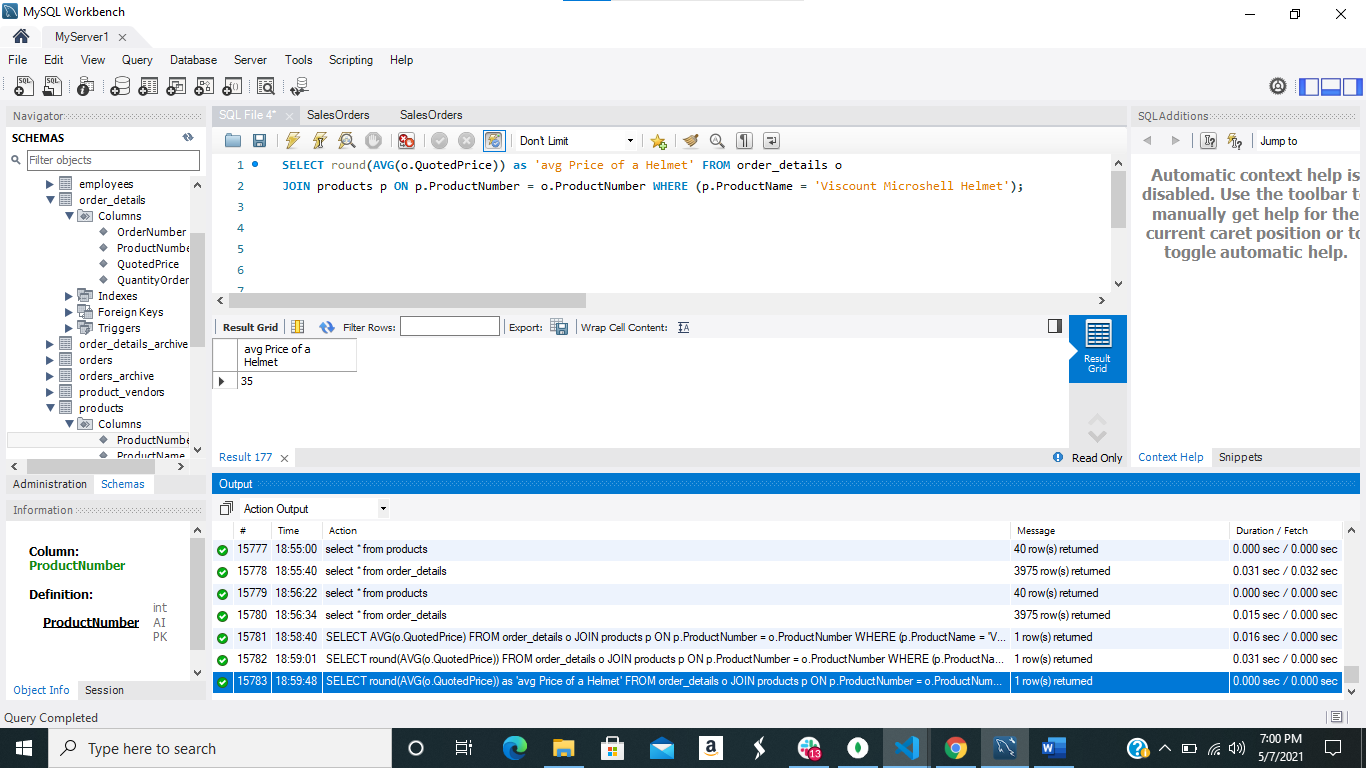 MySQL Workbench
MyServer1
File Edit View Query Database Server Tools Scripting Help
Navigator
SCHEMAS
Filter objects
employees
order_details
Columns
OrderNumber
ProductNumbe
QuotedPrice
QuantityOrder
Indexes
Foreign Keys
Triggers
order_details_archive
orders
orders_archive
product_vendors
products
Columns
ProductNumbe
ProductName
Administration Schemas
Information
Column:
ProductNumber
Definition:
ProductNumber int
AI
PK
Object Info Session
SQL File 4* SalesOrders SalesOrders
Don't Limit
1 SELECT round(AVG(o.QuotedPrice)) as 'avg Price of a Helmet' FROM order_details o
2 JOIN products p ON p.ProductNumber = o.ProductNumber WHERE (p.ProductName = 'Viscount Microshell Helmet');
3
4
5
6
7
Result Grid Filter Rows: Export: Wrap Cell Content:
avg Price of a
Helmet
35
Result
Grid
Result 177 Read Only
SQLAdditions
Jump to
Automatic context help is
disabled. Use the toolbar t
manually get help for the
current caret position or to
toggle automatic help.
Context Help Snippets
Output
Action Output
# Time Action Message Duration / Fetch
15777 18:55:00 select * from products 40 row(s) returned 0.000 sec / 0.000 sec
15778 18:55:40 select * from order_details 3975 row(s) returned 0.031 sec / 0.032 sec
15779 18:56:22 select * from products 40 row(s) returned 0.000 sec / 0.000 sec
15780 18:56:34 select * from order_details 3975 row(s) returned 0.015 sec / 0.000 sec
15781 18:58:40 SELECT AVG(o.QuotedPrice) FROM order_details o JOIN products p ON p.ProductNumber = o.ProductNumber WHERE (p.ProductName = 'V... 1 row(s) returned 0.016 sec / 0.000 sec
15782 18:59:01 SELECT round(AVG(o.QuotedPrice)) FROM order_details o JOIN products p ON p.ProductNumber = o.ProductNumber WHERE (p.ProductNa... 1 row(s) returned 0.031 sec / 0.000 sec
15783 18:59:48 SELECT round(AVG(o.QuotedPrice)) as 'avg Price of a Helmet' FROM order_details o JOIN products p ON p.ProductNumber = o.ProductNum... 1 row(s) returned 0.000 sec / 0.000 sec
Query Completed
Type here to search
13
7:00 PM
5/7/2021